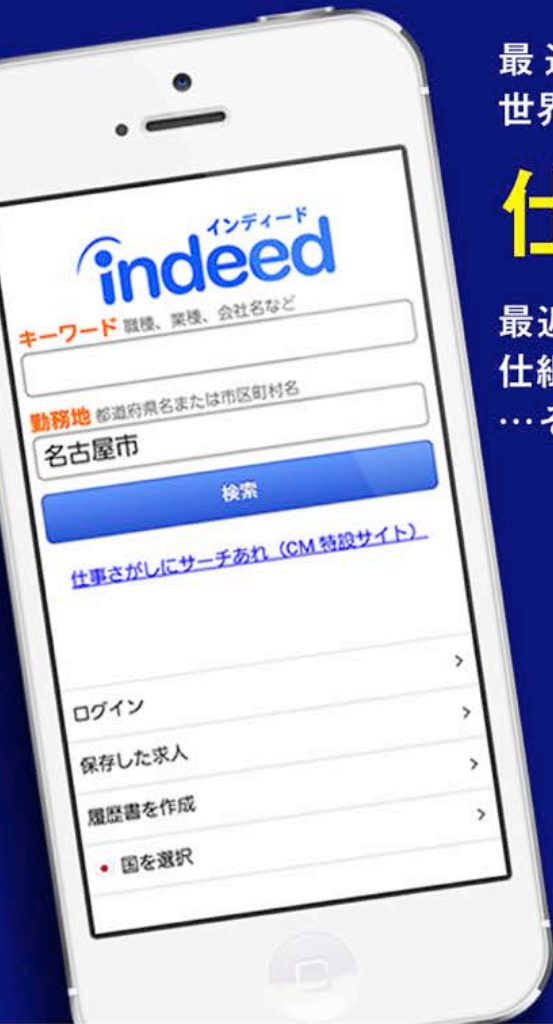 インディード
indeed
キーワード 職種、業種、会社名など
勤務地 都道府県名または市区町村名
名古屋市
検索
仕事さがしにサーチあれ（CM 特設サイト）
ログイン
保存した求人
履歴書を作成
国を選択
最
世
仕
最近
仕
…そ